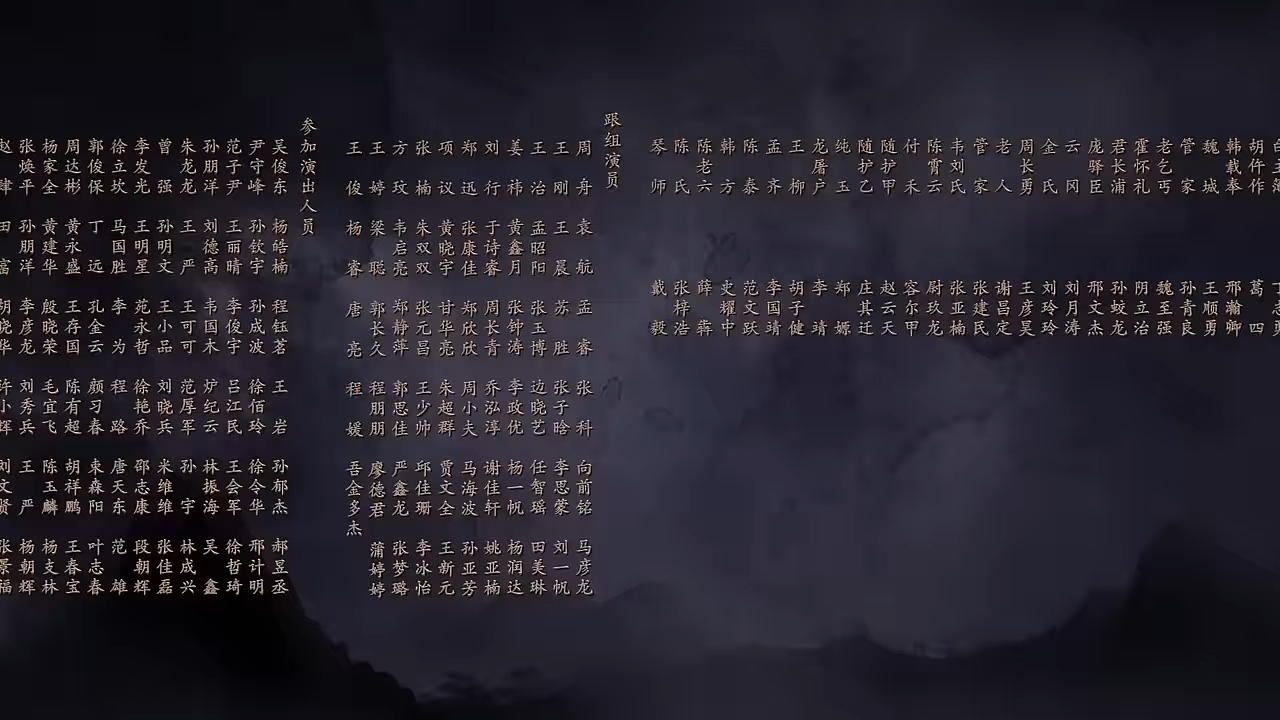 胡仵作
韩载奉
魏城
管家
老乞丐
霍怀礼
君长浦
庞驿臣
云冈
金氏
周长勇
老人
管家
韦刘氏
陈霄云
付禾
随护甲
随护乙
纯玉
龙屠户
王柳
孟齐
陈泰
韩方
陈老六
陈氏
琴师
邢瀚卿
王顺勇
孙青良
魏至强
阴立治
孙蛟龙
邢文杰
刘月涛
刘玲玲
王彦昊
谢昌定
张建民
张亚楠
尉玖龙
容尔甲
赵云天
庄其迁
郑嫄
李靖
胡子健
李国靖
范文跃
史耀中
薛犇
张梓浩
戴毅
跟组演员
周舟
王刚
王治
姜祎
刘行
郑远
项议
张楠
方玟
王婷
王俊
袁航
王晨
孟昭阳
黄鑫月
于诗睿
张康佳
黄晓宇
朱双双
韦启亮
梁聪
杨睿
孟睿
苏胜
张玉博
张钟涛
周长青
郑欣欣
甘华亮
张元昌
郑静萍
郭长久
唐亮
张科
张子晗
边晓艺
李政优
乔泓淳
周小夫
朱超群
王少帅
郭思佳
程朋朋
程媛
向前铭
李思蒙
任智瑶
杨一帆
谢佳轩
马海波
贾文全
邱佳珊
严鑫龙
廖德君
吾金多杰
马彦龙
刘一帆
田美琳
杨润达
姚亚楠
孙亚芳
王新元
李冰怡
张梦璐
蒲婷婷
参加演出人员
吴俊东
尹守峰
范子尹
孙朋洋
朱龙龙
曾强
李发光
徐立坎
郭俊保
周达彬
杨家全
张焕平
杨皓楠
孙钦宇
王丽晴
刘德高
王严
孙明文
王明星
马国胜
丁远
黄永盛
黄建华
孙朋洋
程钰茗
孙成波
李俊宇
韦国木
王可可
王小品
苑永哲
李为
孔金云
王存国
殷晓荣
李彦龙
王岩
徐佰玲
吕江民
炉纪云
范厚军
刘晓兵
徐艳乔
程路
颜习春
陈有超
毛宜飞
刘秀兵
孙郁杰
徐令华
王会军
林振海
孙宇
米维维
邵志康
唐天东
束森阳
胡祥鹏
陈玉麟
王严
郝昱丞
邢计明
徐哲琦
吴鑫
林成兴
张佳磊
段朝辉
范雄
叶志春
王春宝
杨支林
杨朝辉